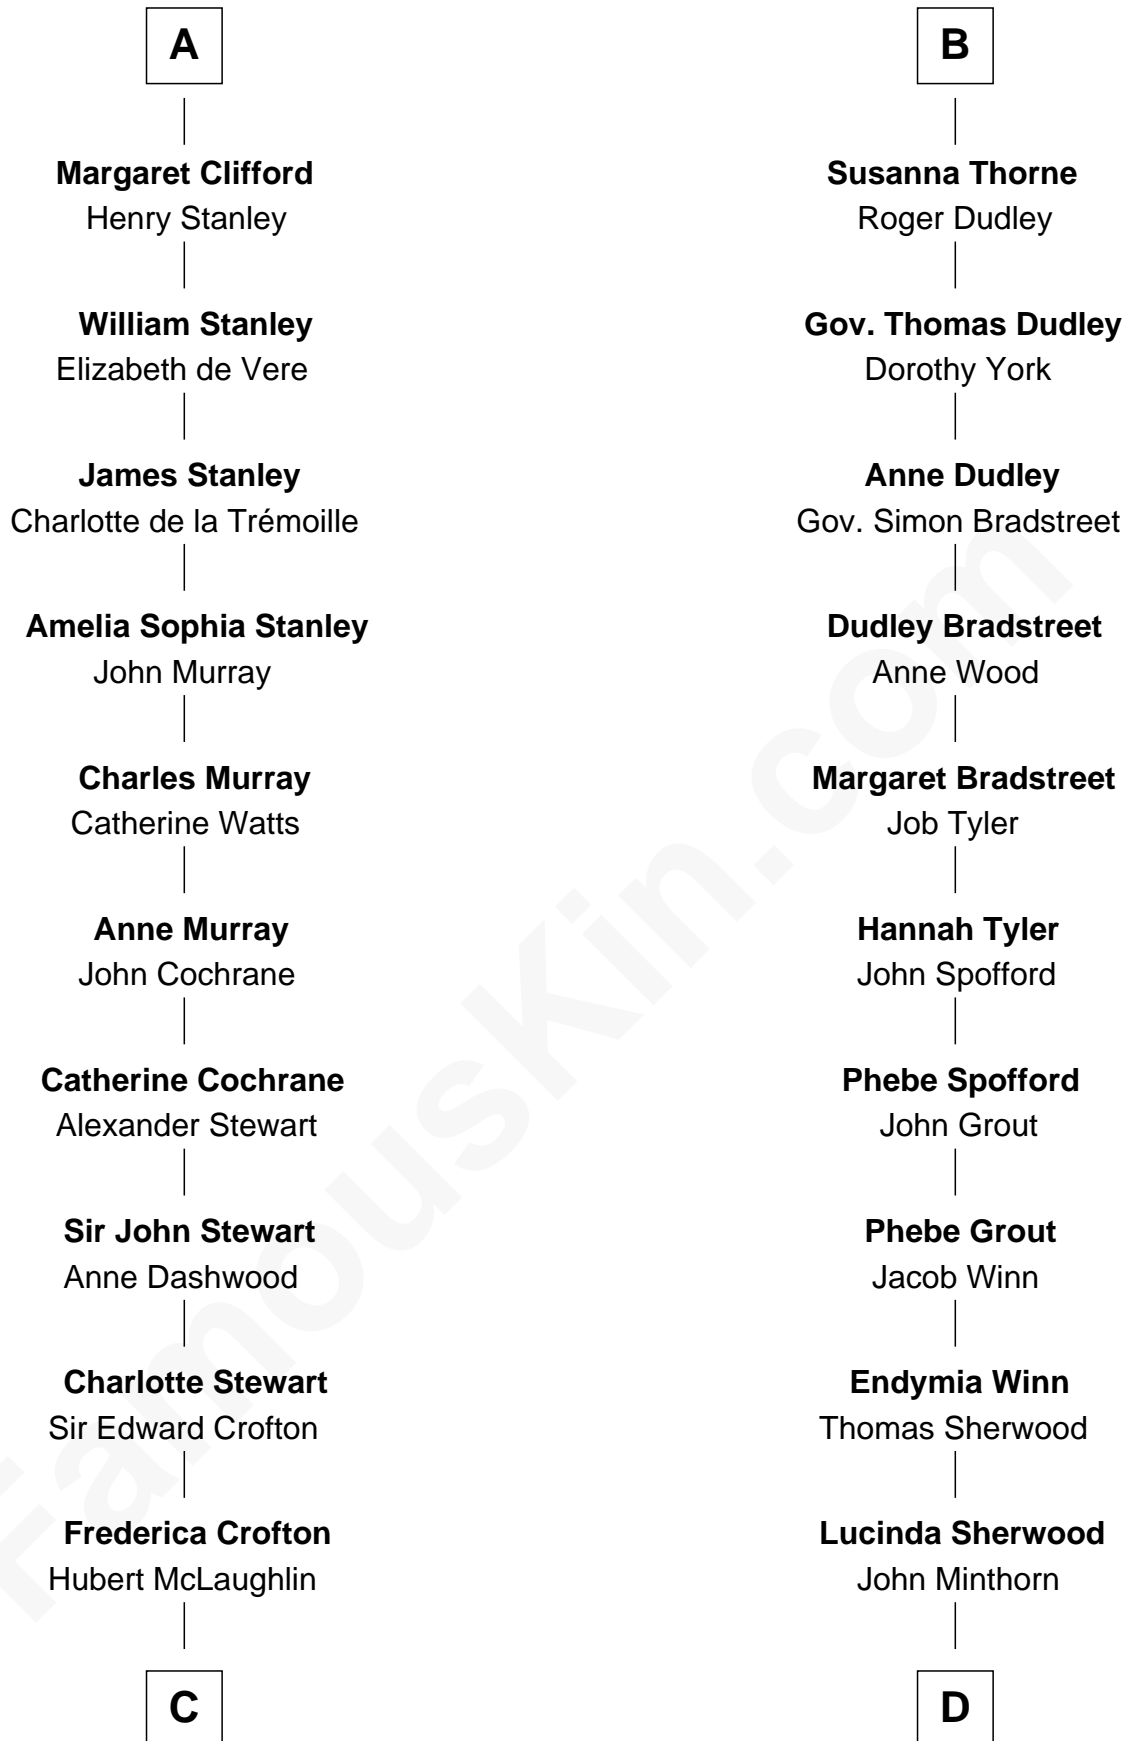 A
Margaret Clifford
Henry Stanley
William Stanley
Elizabeth de Vere
James Stanley
Charlotte de la Trémoille
Amelia Sophia Stanley
John Murray
Charles Murray
Catherine Watts
Anne Murray
John Cochrane
Catherine Cochrane
Alexander Stewart
Sir John Stewart
Anne Dashwood
Charlotte Stewart
Sir Edward Crofton
Frederica Crofton
Hubert McLaughlin
C
B
Susanna Thorne
Roger Dudley
Gov. Thomas Dudley
Dorothy York
Anne Dudley
Gov. Simon Bradstreet
Dudley Bradstreet
Anne Wood
Margaret Bradstreet
Job Tyler
Hannah Tyler
John Spofford
Phebe Spofford
John Grout
Phebe Grout
Jacob Winn
Endymia Winn
Thomas Sherwood
Lucinda Sherwood
John Minthorn
D
FamousKin.com